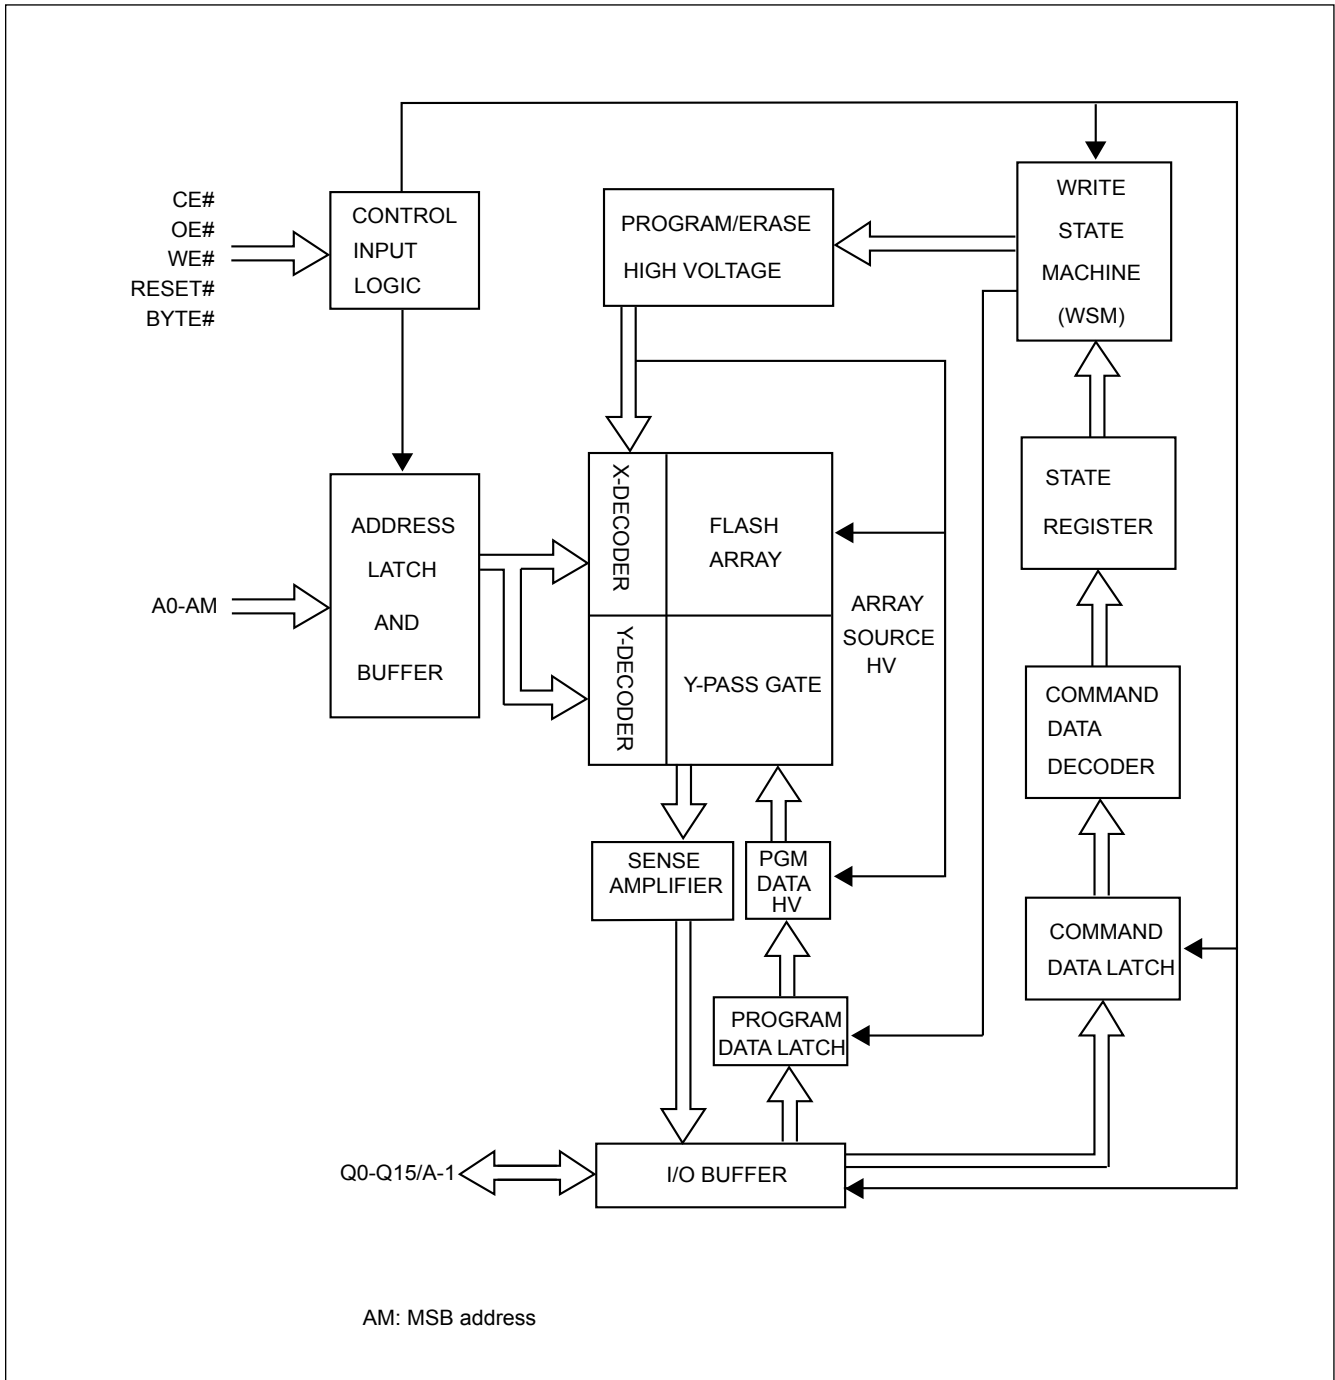 CE#
OE#
WE#
RESET#
BYTE#
CONTROL
INPUT
LOGIC
PROGRAM/ERASE
HIGH VOLTAGE
WRITE
STATE
MACHINE
(WSM)
STATE
REGISTER
A0-AM
ADDRESS
LATCH
AND
BUFFER
X-DECODER
FLASH
ARRAY
Y-DECODER
Y-PASS GATE
ARRAY
SOURCE
HV
COMMAND
DATA
DECODER
SENSE
AMPLIFIER
PGM
DATA
HV
COMMAND
DATA LATCH
PROGRAM
DATA LATCH
Q0-Q15/A-1
I/O BUFFER
AM: MSB address